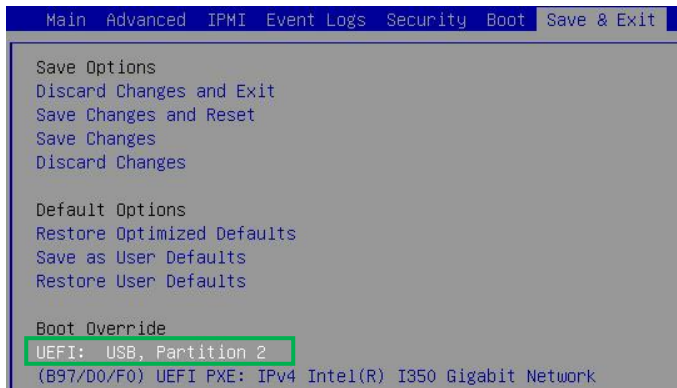 Main Advanced IPMI Event Logs Security Boot Save & Exit
Save Options
Discard Changes and Exit
Save Changes and Reset
Save Changes
Discard Changes
Default Options
Restore Optimized Defaults
Save as User Defaults
Restore User Defaults
Boot Override
UEFI: USB, Partition 2
(B97/D0/F0) UEFI PXE: IPv4 Intel(R) I350 Gigabit Network